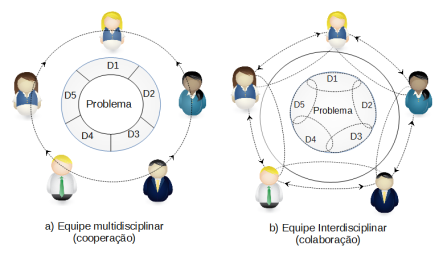 D1
D5
D2
Problema
D4
D3
D1
D5
D2
Problema
D4
D3
a) Equipe multidisciplinar
(cooperação)
b) Equipe Interdisciplinar
(colaboração)